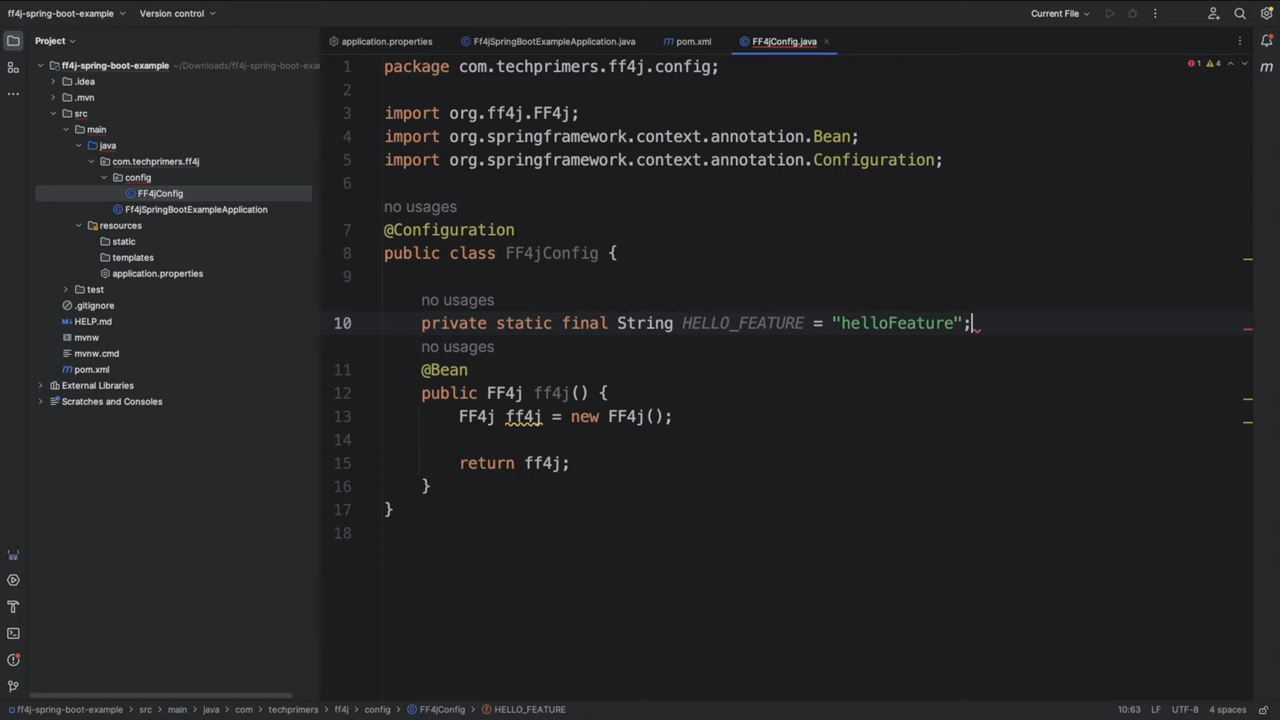 ff4j-spring-boot-example
Version control
Current File
Project
application.properties
Ff4jSpringBootExampleApplication.java
pom.xml
FF4jConfig.java
ff4j-spring-boot-example ~/Downloads/ff4j-spring-boot-exam
.idea
.mvn
src
main
java
com.techprimers.ff4j
config
FF4jConfig
Ff4jSpringBootExampleApplication
resources
static
templates
application.properties
test
.gitignore
HELP.md
mvnw
mvnw.cmd
pom.xml
External Libraries
Scratches and Consoles
1 4
1 package com.techprimers.ff4j.config;
2
3 import org.ff4j.FF4j;
4 import org.springframework.context.annotation.Bean;
5 import org.springframework.context.annotation.Configuration;
6
no usages
7 @Configuration
8 public class FF4jConfig {
9
no usages
10 private static final String HELLO_FEATURE = "helloFeature";
no usages
11 @Bean
12 public FF4j ff4j() {
13 FF4j ff4j = new FF4j();
14
15 return ff4j;
16 }
17 }
18
ff4j-spring-boot-example > src > main > java > com > techprimers > ff4j > config > FF4jConfig > HELLO_FEATURE
10:63 LF UTF-8 4 spaces